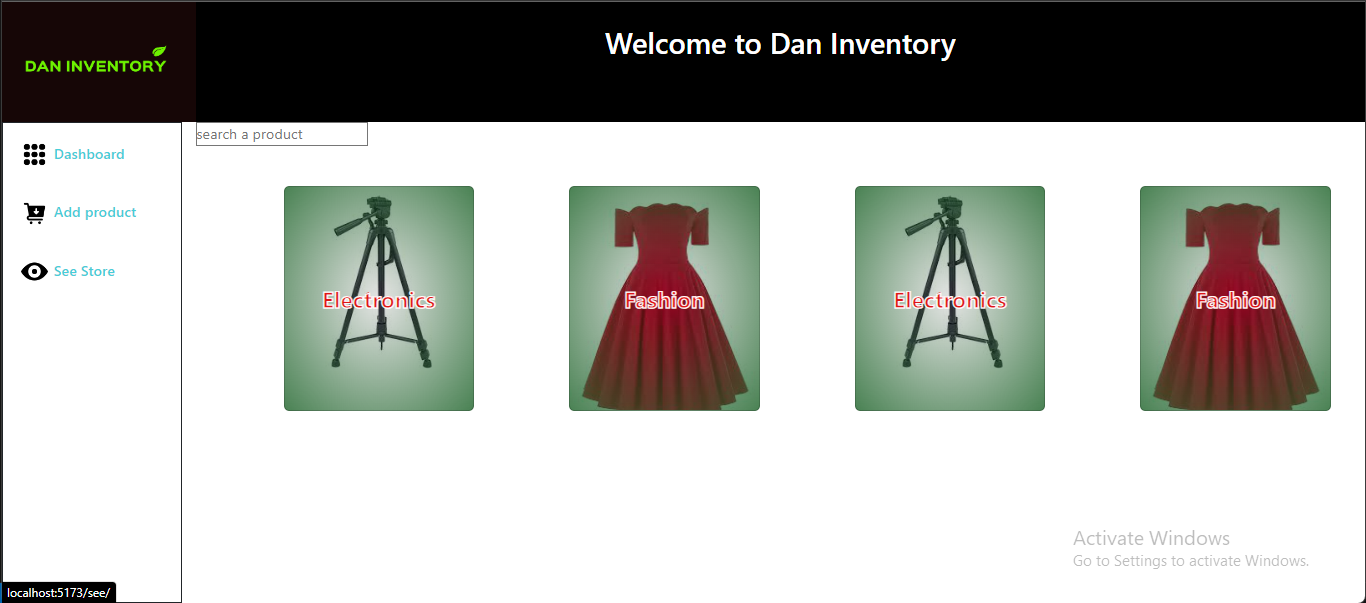 DAN INVENTORY
Welcome to Dan Inventory
search a product
Dashboard
Add product
See Store
Electronics
Fashion
Electronics
Fashion
Activate Windows
Go to Settings to activate Windows.
localhost:5173/see/